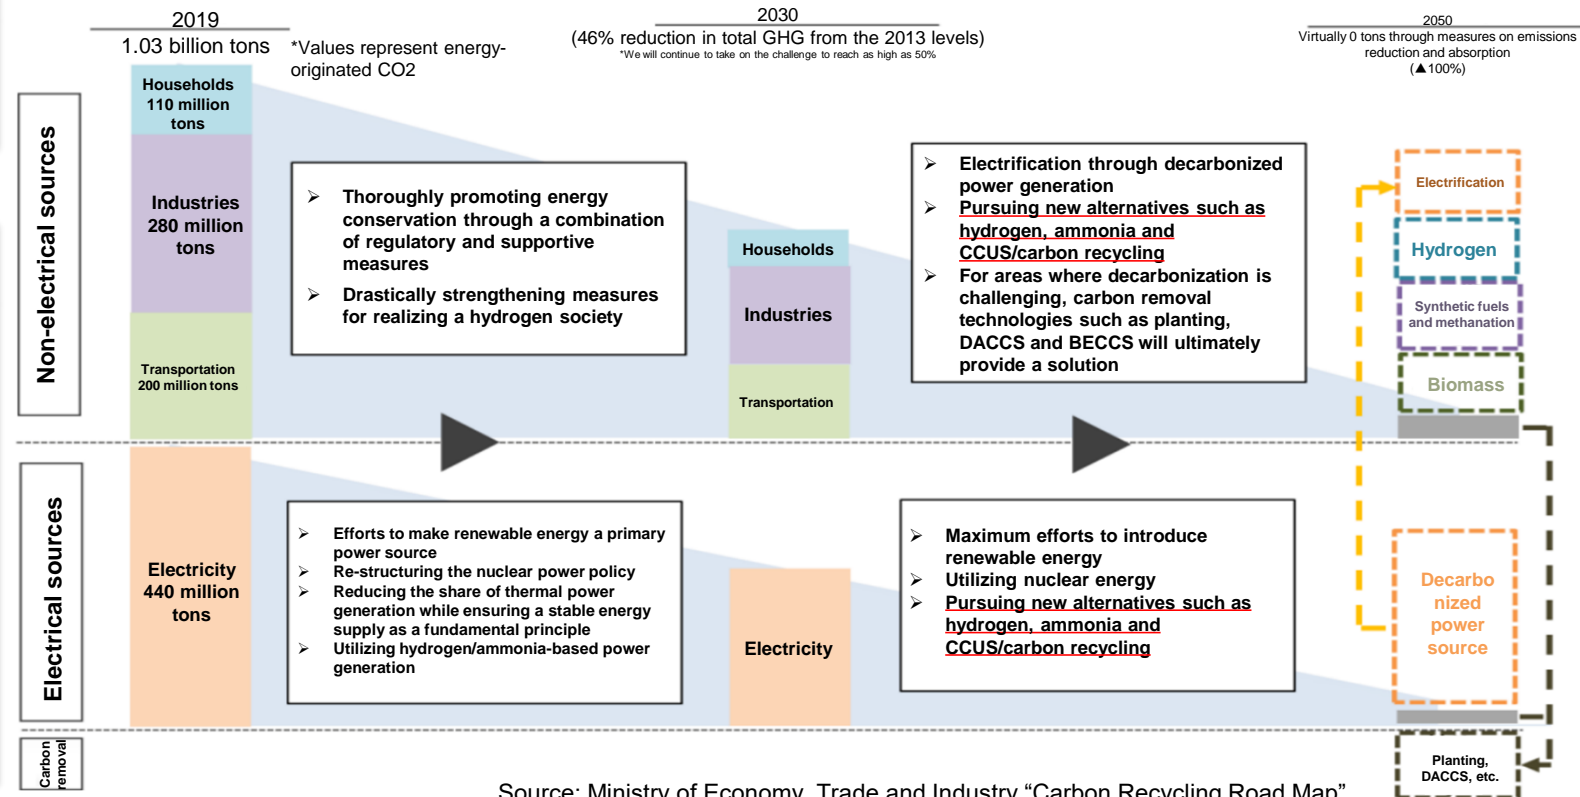 2019
1.03 billion tons
*Values represent energy-
originated CO2
2030
(46% reduction in total GHG from the 2013 levels)
*We will continue to take on the challenge to reach as high as 50%
2050
Virtually 0 tons through measures on emissions
reduction and absorption
(▲100%)
Non-electrical sources
Households
110 million
tons
Industries
280 million
tons
Transportation
200 million tons
➢ Thoroughly promoting energy
conservation through a combination
of regulatory and supportive
measures
➢ Drastically strengthening measures
for realizing a hydrogen society
Households
Industries
Transportation
➢ Electrification through decarbonized
power generation
➢ Pursuing new alternatives such as
hydrogen, ammonia and
CCUS/carbon recycling
➢ For areas where decarbonization is
challenging, carbon removal
technologies such as planting,
DACCS and BECCS will ultimately
provide a solution
Electrification
Hydrogen
Synthetic fuels
and methanation
Biomass
Electrical sources
Electricity
440 million
tons
➢ Efforts to make renewable energy a primary
power source
➢ Re-structuring the nuclear power policy
➢ Reducing the share of thermal power
generation while ensuring a stable energy
supply as a fundamental principle
➢ Utilizing hydrogen/ammonia-based power
generation
Electricity
➢ Maximum efforts to introduce
renewable energy
➢ Utilizing nuclear energy
➢ Pursuing new alternatives such as
hydrogen, ammonia and
CCUS/carbon recycling
Decarbo
nized
power
source
Carbon
removal
Planting,
DACCS, etc.
Source: Ministry of Economy, Trade and Industry “Carbon Recycling Road Map”